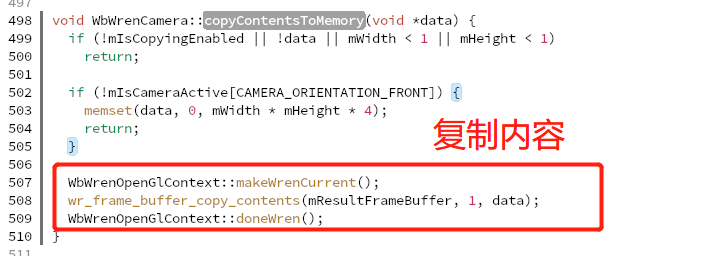 497
498 void WbWrenCamera::copyContentsToMemory(void *data) {
499 if (!mIsCopyingEnabled || !data || mWidth < 1 || mHeight < 1)
500 return;
501
502 if (!mIsCameraActive[CAMERA_ORIENTATION_FRONT]) {
503 memset(data, 0, mWidth * mHeight * 4);
504 return;
505 }
复制内容
506
507 WbWrenOpenGlContext::makeWrenCurrent();
508 wr_frame_buffer_copy_contents(mResultFrameBuffer, 1, data);
509 WbWrenOpenGlContext::doneWren();
510 }
511